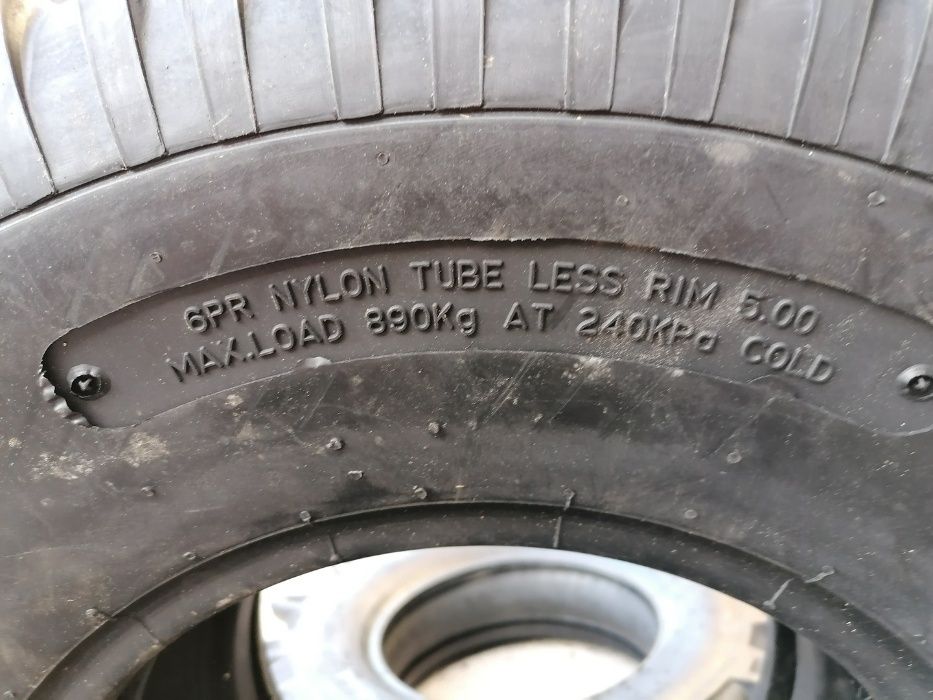 6PR NYLON TUBE LESS RIM 5.00
MAX.LOAD 890Kg AT 240KPa COLD